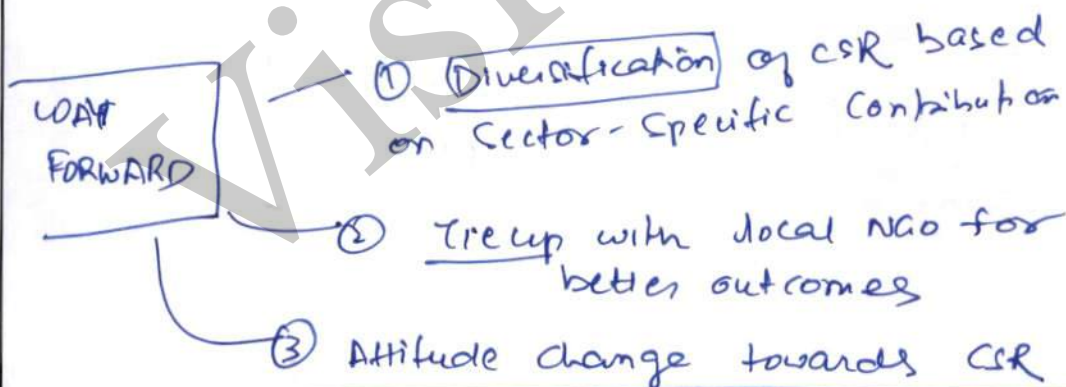 WAY
FORWARD
① Diversification of CSR based
on Sector-Specific Contribution
② Tie up with local NGO for
better outcomes
③ Attitude change towards CSR